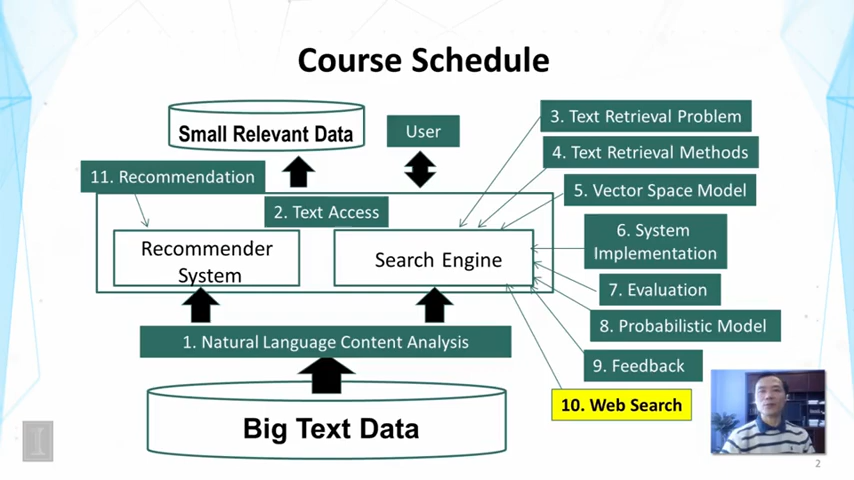 Course Schedule
Small Relevant Data
User
3. Text Retrieval Problem
4. Text Retrieval Methods
11. Recommendation
5. Vector Space Model
2. Text Access
6. System
Implementation
Recommender
System
Search Engine
7. Evaluation
8. Probabilistic Model
1. Natural Language Content Analysis
9. Feedback
10. Web Search
Big Text Data
2